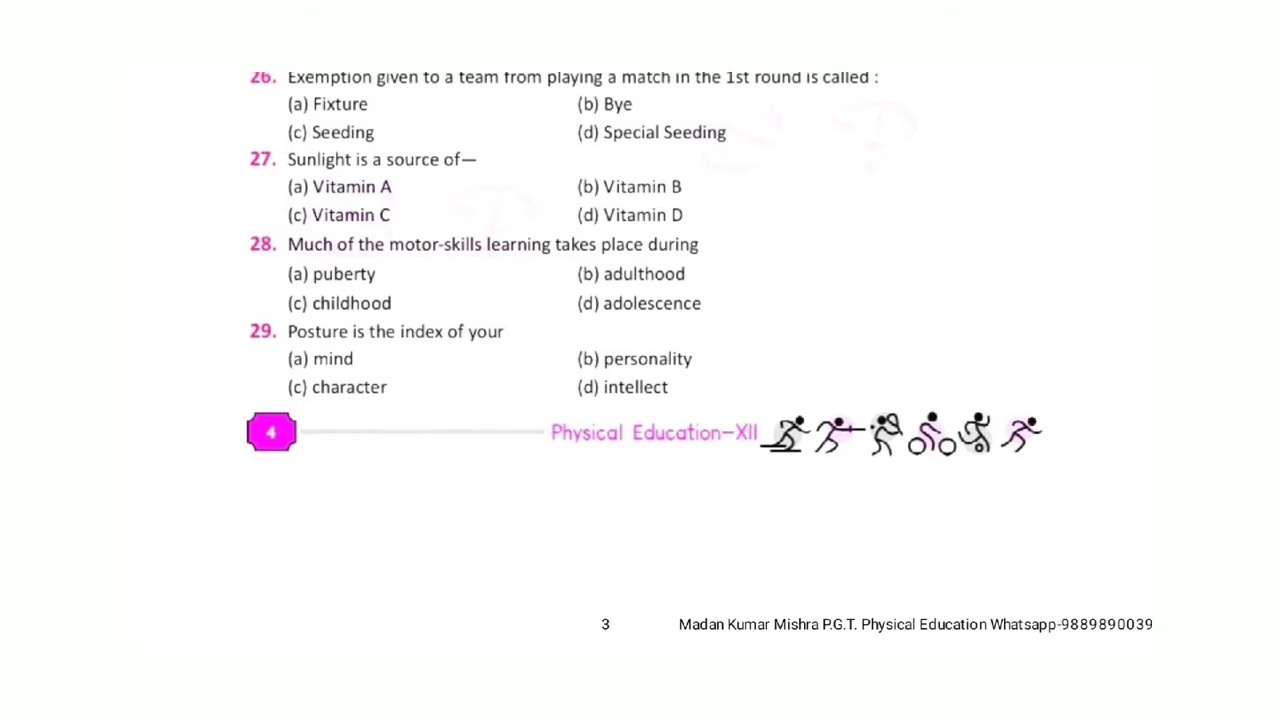 26. Exemption given to a team from playing a match in the 1st round is called :
(a) Fixture (b) Bye
(c) Seeding (d) Special Seeding
27. Sunlight is a source of—
(a) Vitamin A (b) Vitamin B
(c) Vitamin C (d) Vitamin D
28. Much of the motor-skills learning takes place during
(a) puberty (b) adulthood
(c) childhood (d) adolescence
29. Posture is the index of your
(a) mind (b) personality
(c) character (d) intellect
4 Physical Education–XII
3 Madan Kumar Mishra P.G.T. Physical Education Whatsapp-9889890039